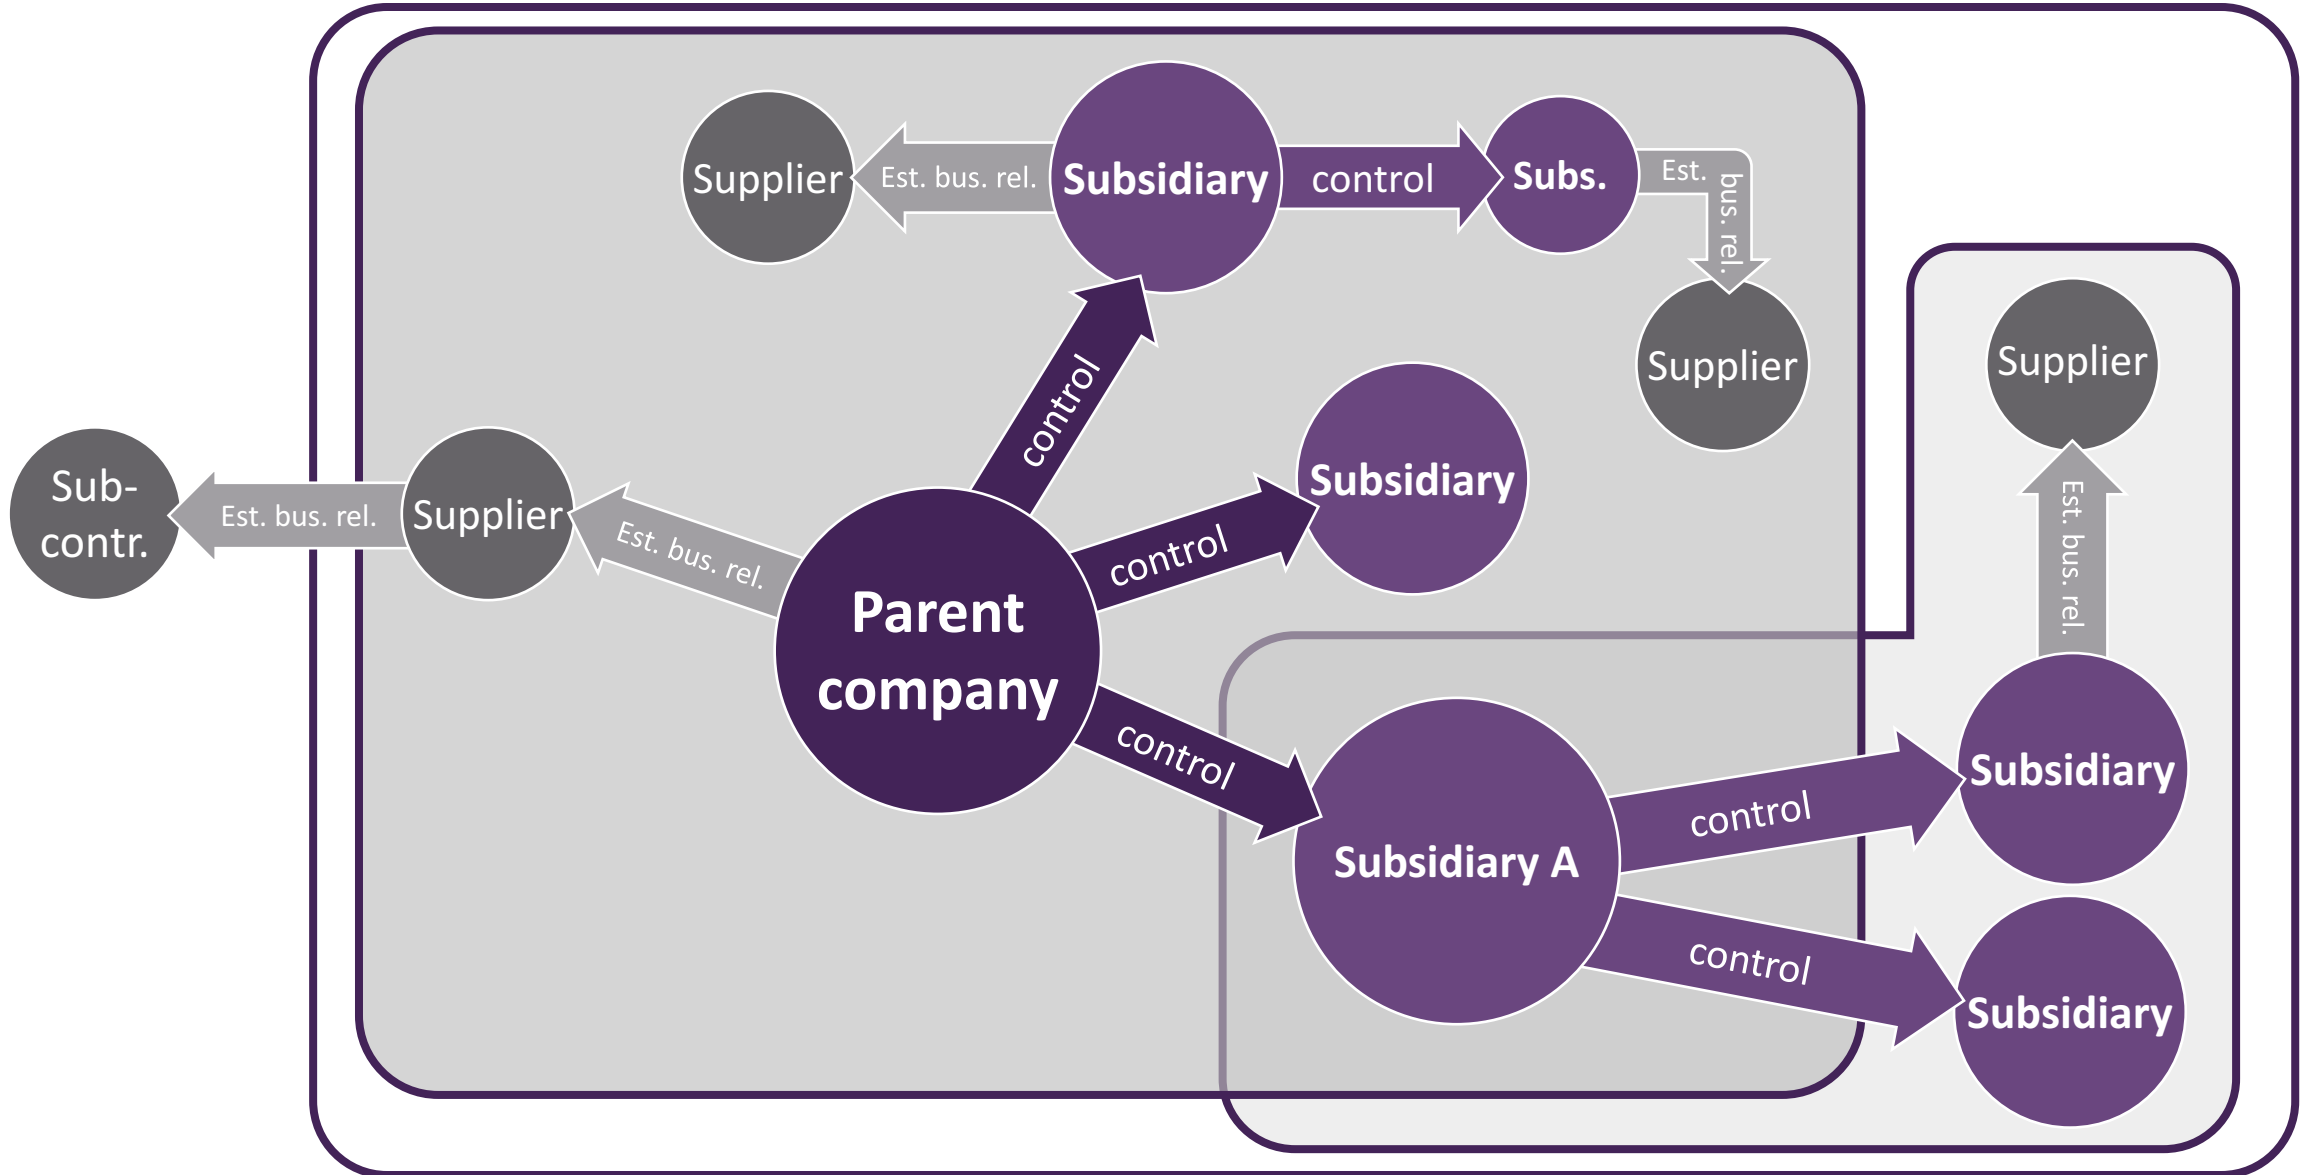 Supplier
Est. bus. rel.
Subsidiary
control
Subs.
Est.
bus. rel.
Supplier
Supplier
control
Subsidiary
control
Sub-
contr.
Est. bus. rel.
Supplier
Est. bus. rel.
Parent
company
Est. bus. rel.
control
Subsidiary A
control
Subsidiary
control
Subsidiary